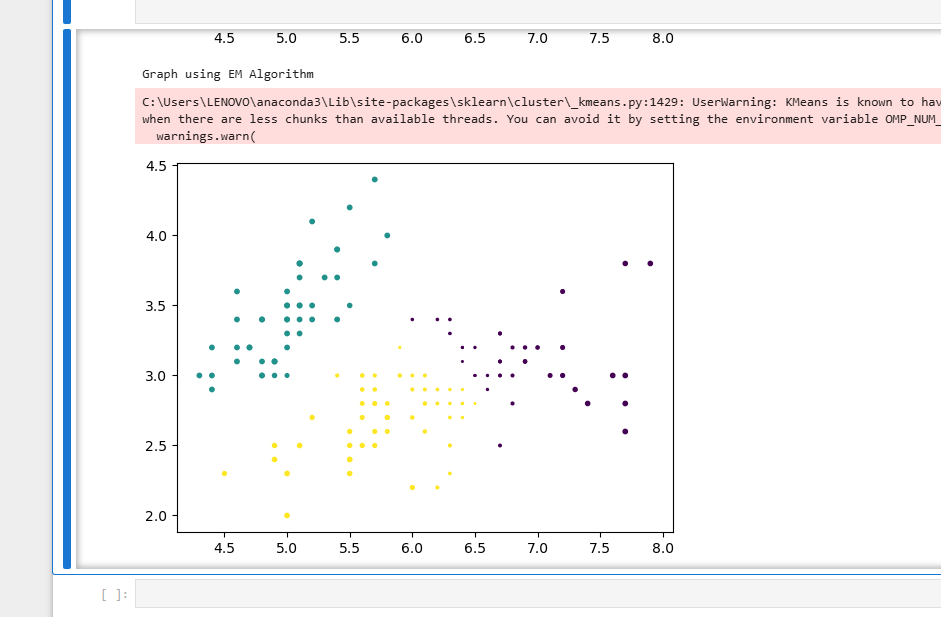 4.5 5.0 5.5 6.0 6.5 7.0 7.5 8.0
Graph using EM Algorithm
C:\Users\LENOVO\anaconda3\Lib\site-packages\sklearn\cluster\_kmeans.py:1429: UserWarning: KMeans is known to hav
when there are less chunks than available threads. You can avoid it by setting the environment variable OMP_NUM_
warnings.warn(
4.5
4.0
3.5
3.0
2.5
2.0
4.5 5.0 5.5 6.0 6.5 7.0 7.5 8.0
[ ]: